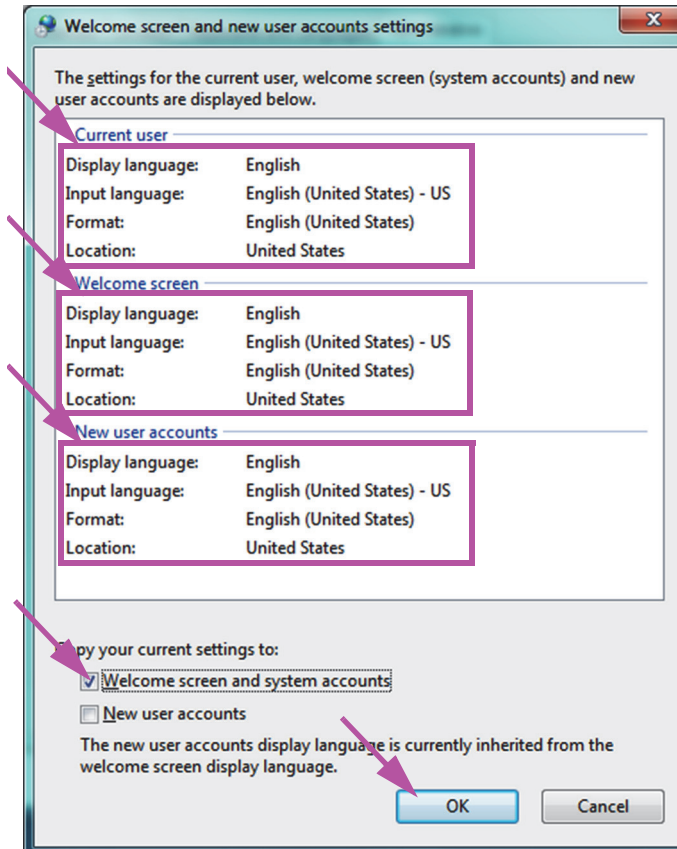 Welcome screen and new user accounts settings
The settings for the current user, welcome screen (system accounts) and new
user accounts are displayed below.
Current user
Display language: English
Input language: English (United States) - US
Format: English (United States)
Location: United States
Welcome screen
Display language: English
Input language: English (United States) - US
Format: English (United States)
Location: United States
New user accounts
Display language: English
Input language: English (United States) - US
Format: English (United States)
Location: United States
Copy your current settings to:
Welcome screen and system accounts
New user accounts
The new user accounts display language is currently inherited from the
welcome screen display language.
OK Cancel